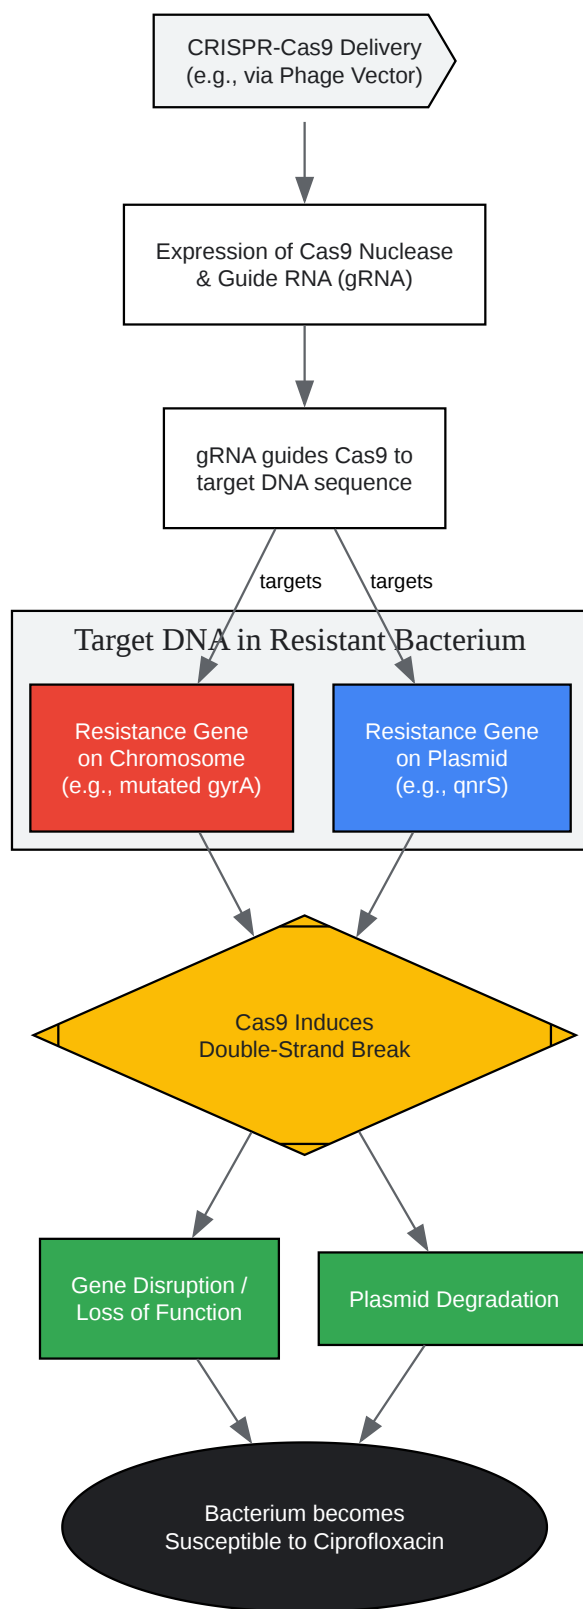 CRISPR-Cas9 Delivery
(e.g., via Phage Vector)
Expression of Cas9 Nuclease
& Guide RNA (gRNA)
gRNA guides Cas9 to
target DNA sequence
targets
targets
Target DNA in Resistant Bacterium
Resistance Gene
on Chromosome
(e.g., mutated gyrA)
Resistance Gene
on Plasmid
(e.g., qnrS)
Cas9 Induces
Double-Strand Break
Gene Disruption /
Loss of Function
Plasmid Degradation
Bacterium becomes
Susceptible to Ciprofloxacin